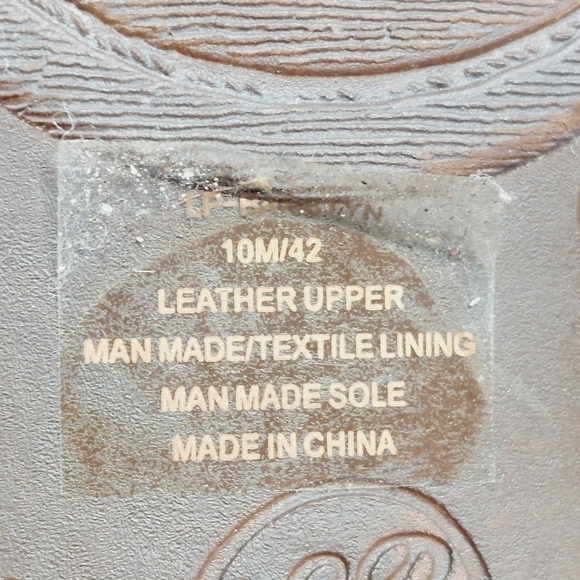 10M/42
LEATHER UPPER
MAN MADE/TEXTILE LINING
MAN MADE SOLE
MADE IN CHINA